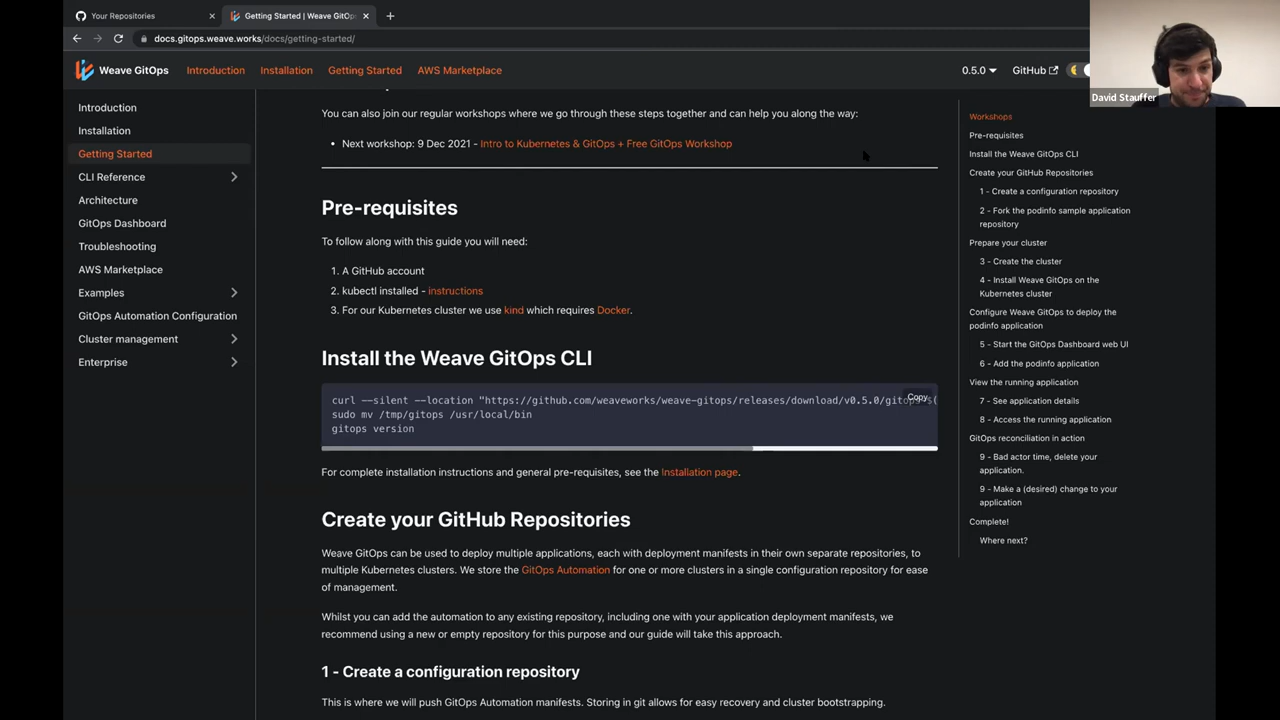 Your Repositories
Getting Started | Weave GitOp
docs.gitops.weave.works/docs/getting-started/
Weave GitOps
Introduction
Installation
Getting Started
AWS Marketplace
0.5.0
GitHub
David Stauffer
Introduction
Installation
Getting Started
CLI Reference
Architecture
GitOps Dashboard
Troubleshooting
AWS Marketplace
Examples
GitOps Automation Configuration
Cluster management
Enterprise
You can also join our regular workshops where we go through these steps together and can help you along the way:
• Next workshop: 9 Dec 2021 - Intro to Kubernetes & GitOps + Free GitOps Workshop
Pre-requisites
To follow along with this guide you will need:
1. A GitHub account
2. kubectl installed - instructions
3. For our Kubernetes cluster we use kind which requires Docker.
Install the Weave GitOps CLI
Copy
curl --silent --location "https://github.com/weaveworks/weave-gitops/releases/download/v0.5.0/gitops-$(
sudo mv /tmp/gitops /usr/local/bin
gitops version
For complete installation instructions and general pre-requisites, see the Installation page.
Create your GitHub Repositories
Weave GitOps can be used to deploy multiple applications, each with deployment manifests in their own separate repositories, to
multiple Kubernetes clusters. We store the GitOps Automation for one or more clusters in a single configuration repository for ease
of management.
Whilst you can add the automation to any existing repository, including one with your application deployment manifests, we
recommend using a new or empty repository for this purpose and our guide will take this approach.
1 - Create a configuration repository
This is where we will push GitOps Automation manifests. Storing in git allows for easy recovery and cluster bootstrapping.
Workshops
Pre-requisites
Install the Weave GitOps CLI
Create your GitHub Repositories
1 - Create a configuration repository
2 - Fork the podinfo sample application
repository
Prepare your cluster
3 - Create the cluster
4 - Install Weave GitOps on the
Kubernetes cluster
Configure Weave GitOps to deploy the
podinfo application
5 - Start the GitOps Dashboard web UI
6 - Add the podinfo application
View the running application
7 - See application details
8 - Access the running application
GitOps reconciliation in action
9 - Bad actor time, delete your
application.
9 - Make a (desired) change to your
application
Complete!
Where next?